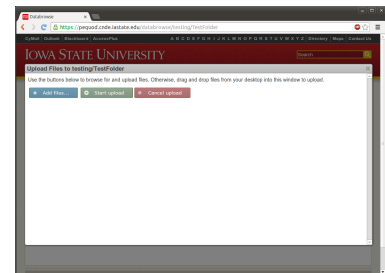 Databrowse
https://pequod.cnde.iastate.edu/databrowse/testing/TestFolder
CyMail Outlook Blackboard AccessPlus A B C D E F G H I J K L M N O P Q R S T U V W X Y Z Directory Maps Contact Us
IOWA STATE UNIVERSITY
Search
Upload Files to testing/TestFolder
Use the buttons below to browse for and upload files. Otherwise, drag and drop files from your desktop into this window to upload.
Add files... Start upload Cancel upload